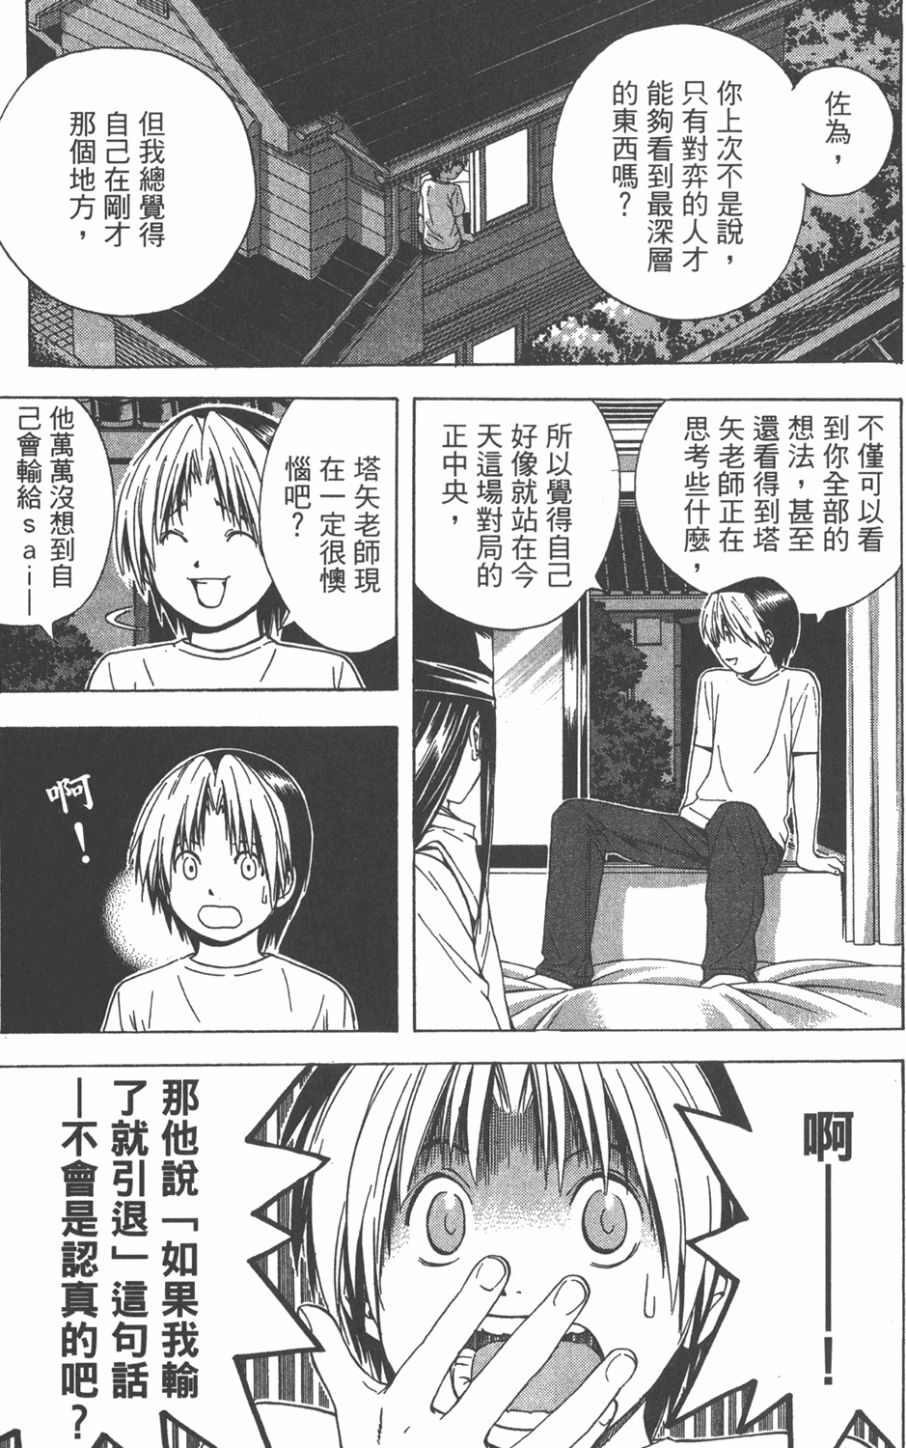 佐為，
你上次不是說，
只有對弈的人才
能夠看到最深層
的東西嗎？
但我總覺得
自己在剛才
那個地方，
不僅可以看
到你全部的
想法，甚至
還看得到塔
矢老師正在
思考些什麼，
所以覺得自己
好像就站在今
天這場對局的
正中央，
塔矢老師現
在一定很懊
惱吧？
他萬萬沒想到自
己會輸給sai—
啊！
啊——！
那他說「如果我輸
了就引退」這句話
—不會是認真的吧？